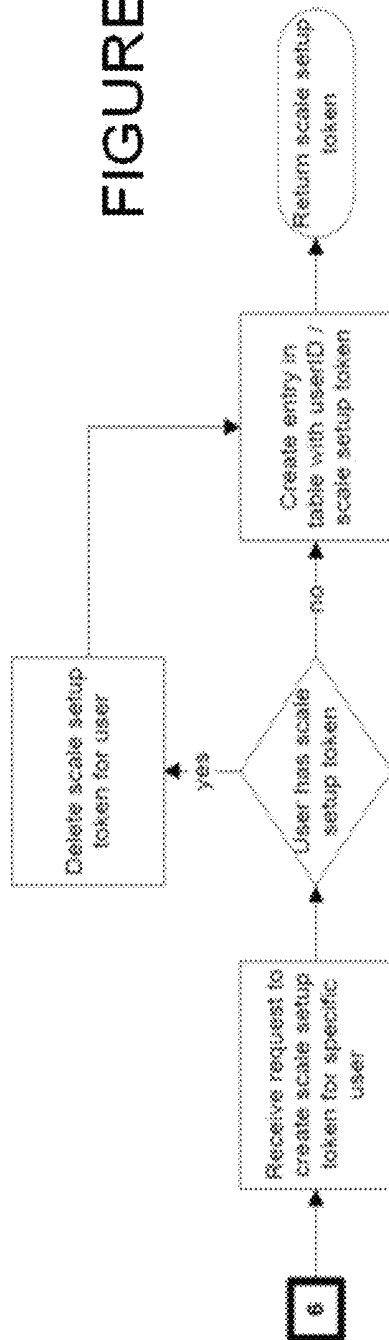 FIGURE
6
Receive request to
create scale setup
token for specific
user
User has scale
setup token
yes
Delete scale setup
token for user
no
Create entry in
table with userID /
scale setup token
Return scale setup
token